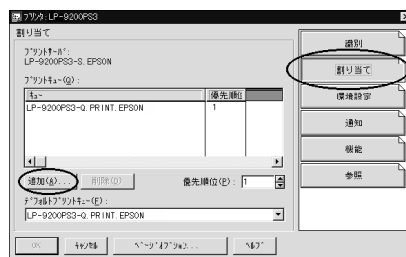 プリンタ: LP-9200PS3
割り当て
プリントサーバ:
LP-9200PS3-S. EPSON
プリントキュー(Q):
キュー 優先順位
LP-9200PS3-Q. PRINT. EPSON 1
追加(A)... 削除(D) 優先順位(P): 1
デフォルトプリントキュー(F):
LP-9200PS3-Q. PRINT. EPSON
OK キャンセル ページオプション... ヘルプ
識別
割り当て
環境設定
通知
機能
参照